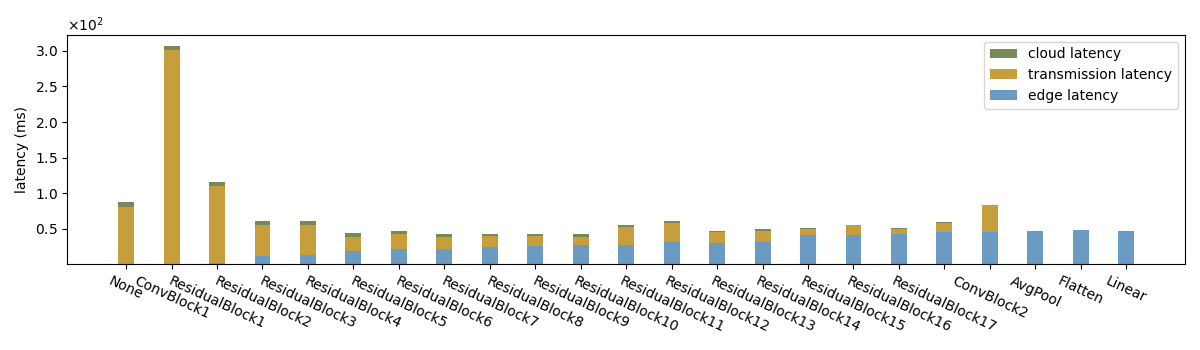 ×10²
latency (ms)
3.0
2.5
2.0
1.5
1.0
0.5
cloud latency
transmission latency
edge latency
None
ConvBlock1
ResidualBlock1
ResidualBlock2
ResidualBlock3
ResidualBlock4
ResidualBlock5
ResidualBlock6
ResidualBlock7
ResidualBlock8
ResidualBlock9
ResidualBlock10
ResidualBlock11
ResidualBlock12
ResidualBlock13
ResidualBlock14
ResidualBlock15
ResidualBlock16
ResidualBlock17
ConvBlock2
AvgPool
Flatten
Linear